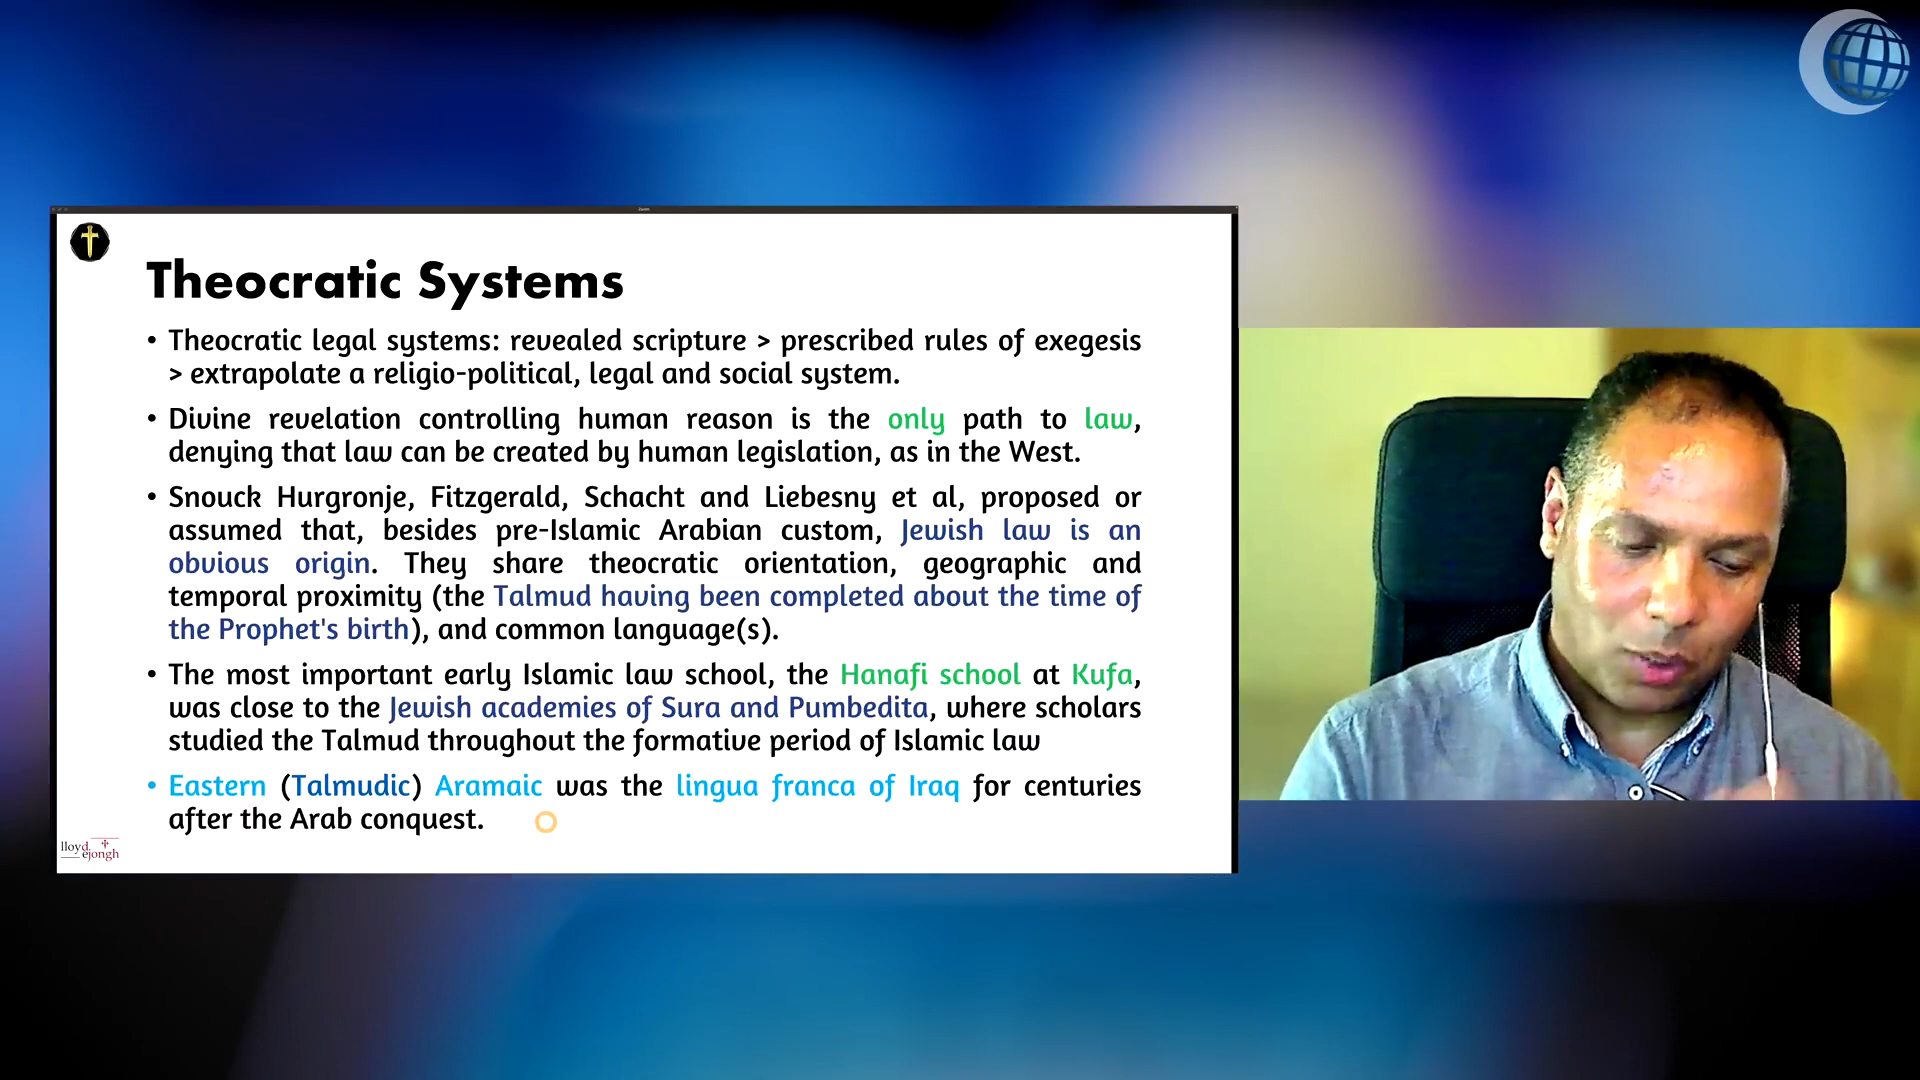 Theocratic Systems
• Theocratic legal systems: revealed scripture > prescribed rules of exegesis
> extrapolate a religio-political, legal and social system.
• Divine revelation controlling human reason is the only path to law,
denying that law can be created by human legislation, as in the West.
• Snouck Hurgronje, Fitzgerald, Schacht and Liebesny et al, proposed or
assumed that, besides pre-Islamic Arabian custom, Jewish law is an
obvious origin. They share theocratic orientation, geographic and
temporal proximity (the Talmud having been completed about the time of
the Prophet's birth), and common language(s).
• The most important early Islamic law school, the Hanafi school at Kufa,
was close to the Jewish academies of Sura and Pumbedita, where scholars
studied the Talmud throughout the formative period of Islamic law
• Eastern (Talmudic) Aramaic was the lingua franca of Iraq for centuries
after the Arab conquest.
lloyd
ejongh